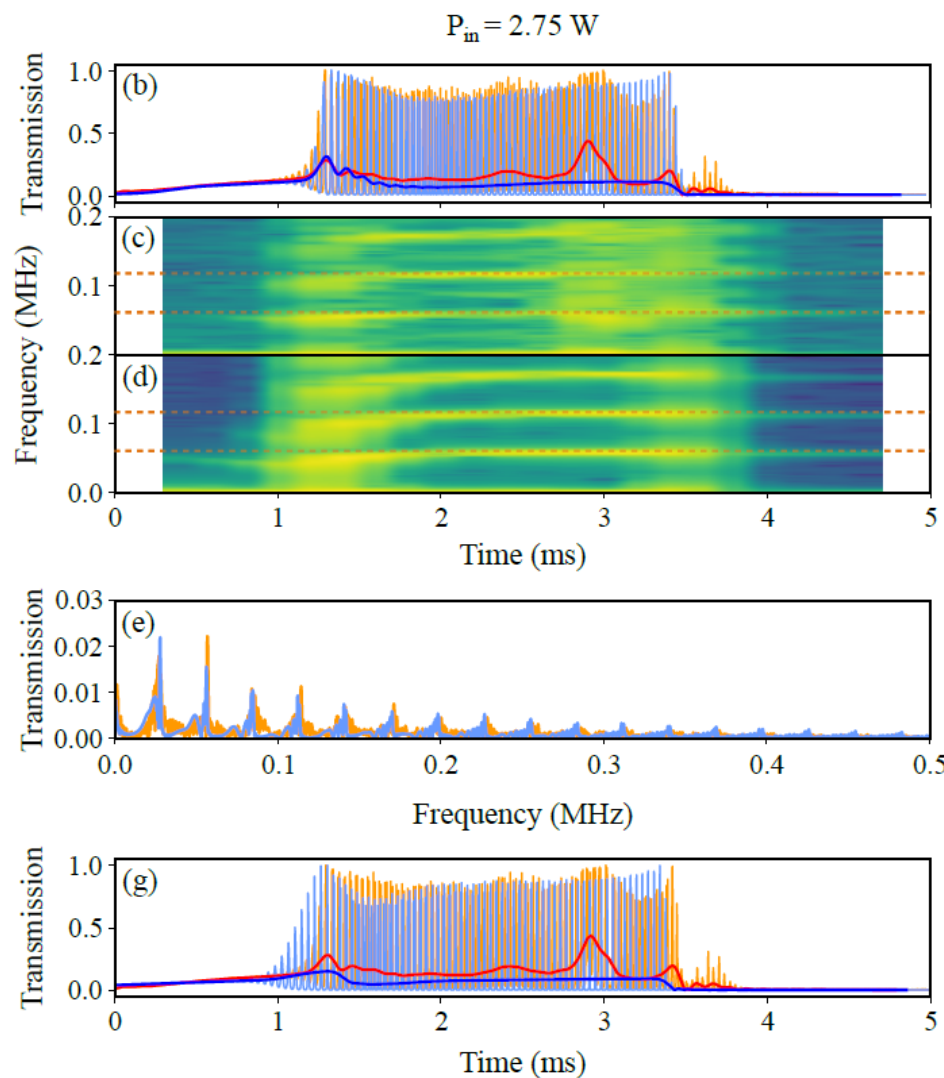 P_in = 2.75 W
(b)
Transmission
1.0
0.5
0.0
(c)
Frequency (MHz)
0.2
0.1
0.2
(d)
0.1
0.0
0 1 2 3 4 5
Time (ms)
(e)
Transmission
0.03
0.02
0.01
0.00
0.0 0.1 0.2 0.3 0.4 0.5
Frequency (MHz)
(g)
Transmission
1.0
0.5
0.0
0 1 2 3 4 5
Time (ms)